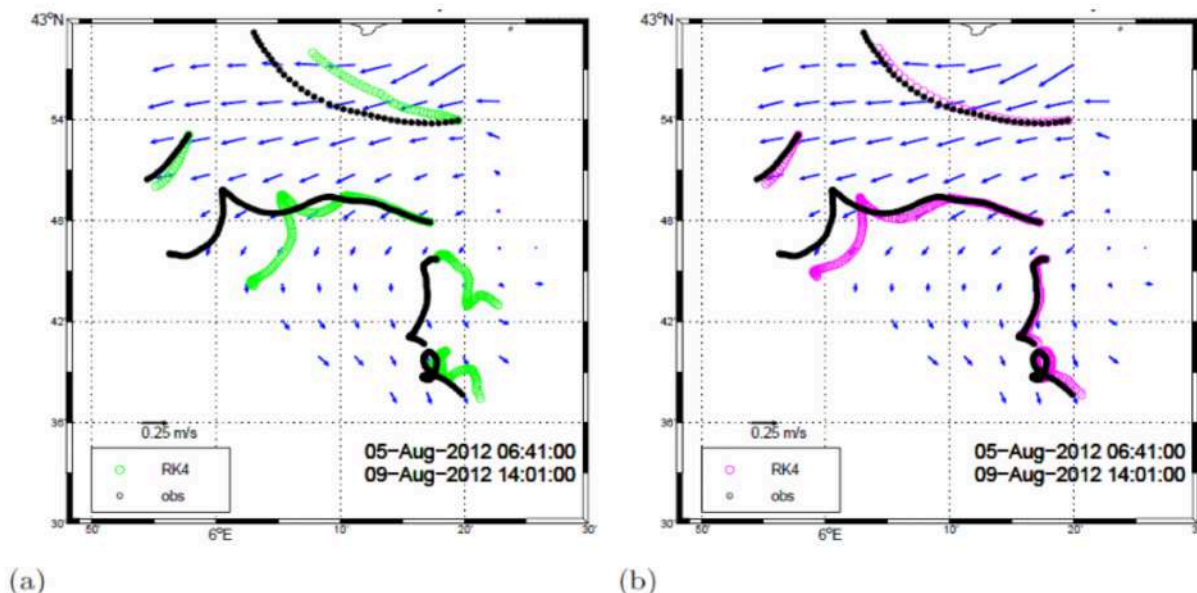 43°N
54'
48'
42'
36'
30'
50'
6°E
10'
20'
30'
0.25 m/s
RK4
obs
05-Aug-2012 06:41:00
09-Aug-2012 14:01:00
(a)
43°N
54'
48'
42'
36'
30'
50'
6°E
10'
20'
0.25 m/s
RK4
obs
05-Aug-2012 06:41:00
09-Aug-2012 14:01:00
(b)